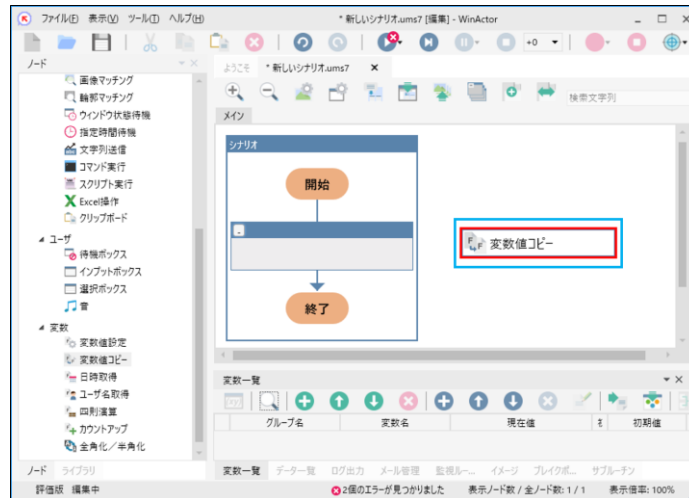 ファイル(F) 表示(V) ツール(T) ヘルプ(H)
* 新しいシナリオ.ums7 [編集] - WinActor
+0
ノード
ようこそ
* 新しいシナリオ.ums7
検索文字列
画像マッチング
輪郭マッチング
ウィンドウ状態待機
指定時間待機
文字列送信
コマンド実行
スクリプト実行
Excel操作
クリップボード
ユーザ
待機ボックス
インプットボックス
選択ボックス
音
変数
変数値設定
変数値コピー
日時取得
ユーザ名取得
四則演算
カウントアップ
全角化/半角化
ノード ライブラリ
メイン
シナリオ
開始
終了
変数値コピー
変数一覧
グループ名 変数名 現在値 初期値
変数一覧 データ一覧 ログ出力 メール管理 監視ルー... イメージ ブレイクポ... サブルーチン
評価版 編集中
2個のエラーが見つかりました
表示ノード数 / 全ノード数: 1 / 1
表示倍率: 100%